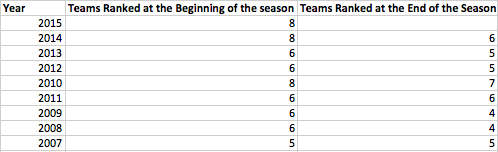 Year Teams Ranked at the Beginning of the season Teams Ranked at the End of the Season
2015 8
2014 8 6
2013 6 5
2012 6 5
2010 8 7
2011 6 6
2009 6 4
2008 6 4
2007 5 5